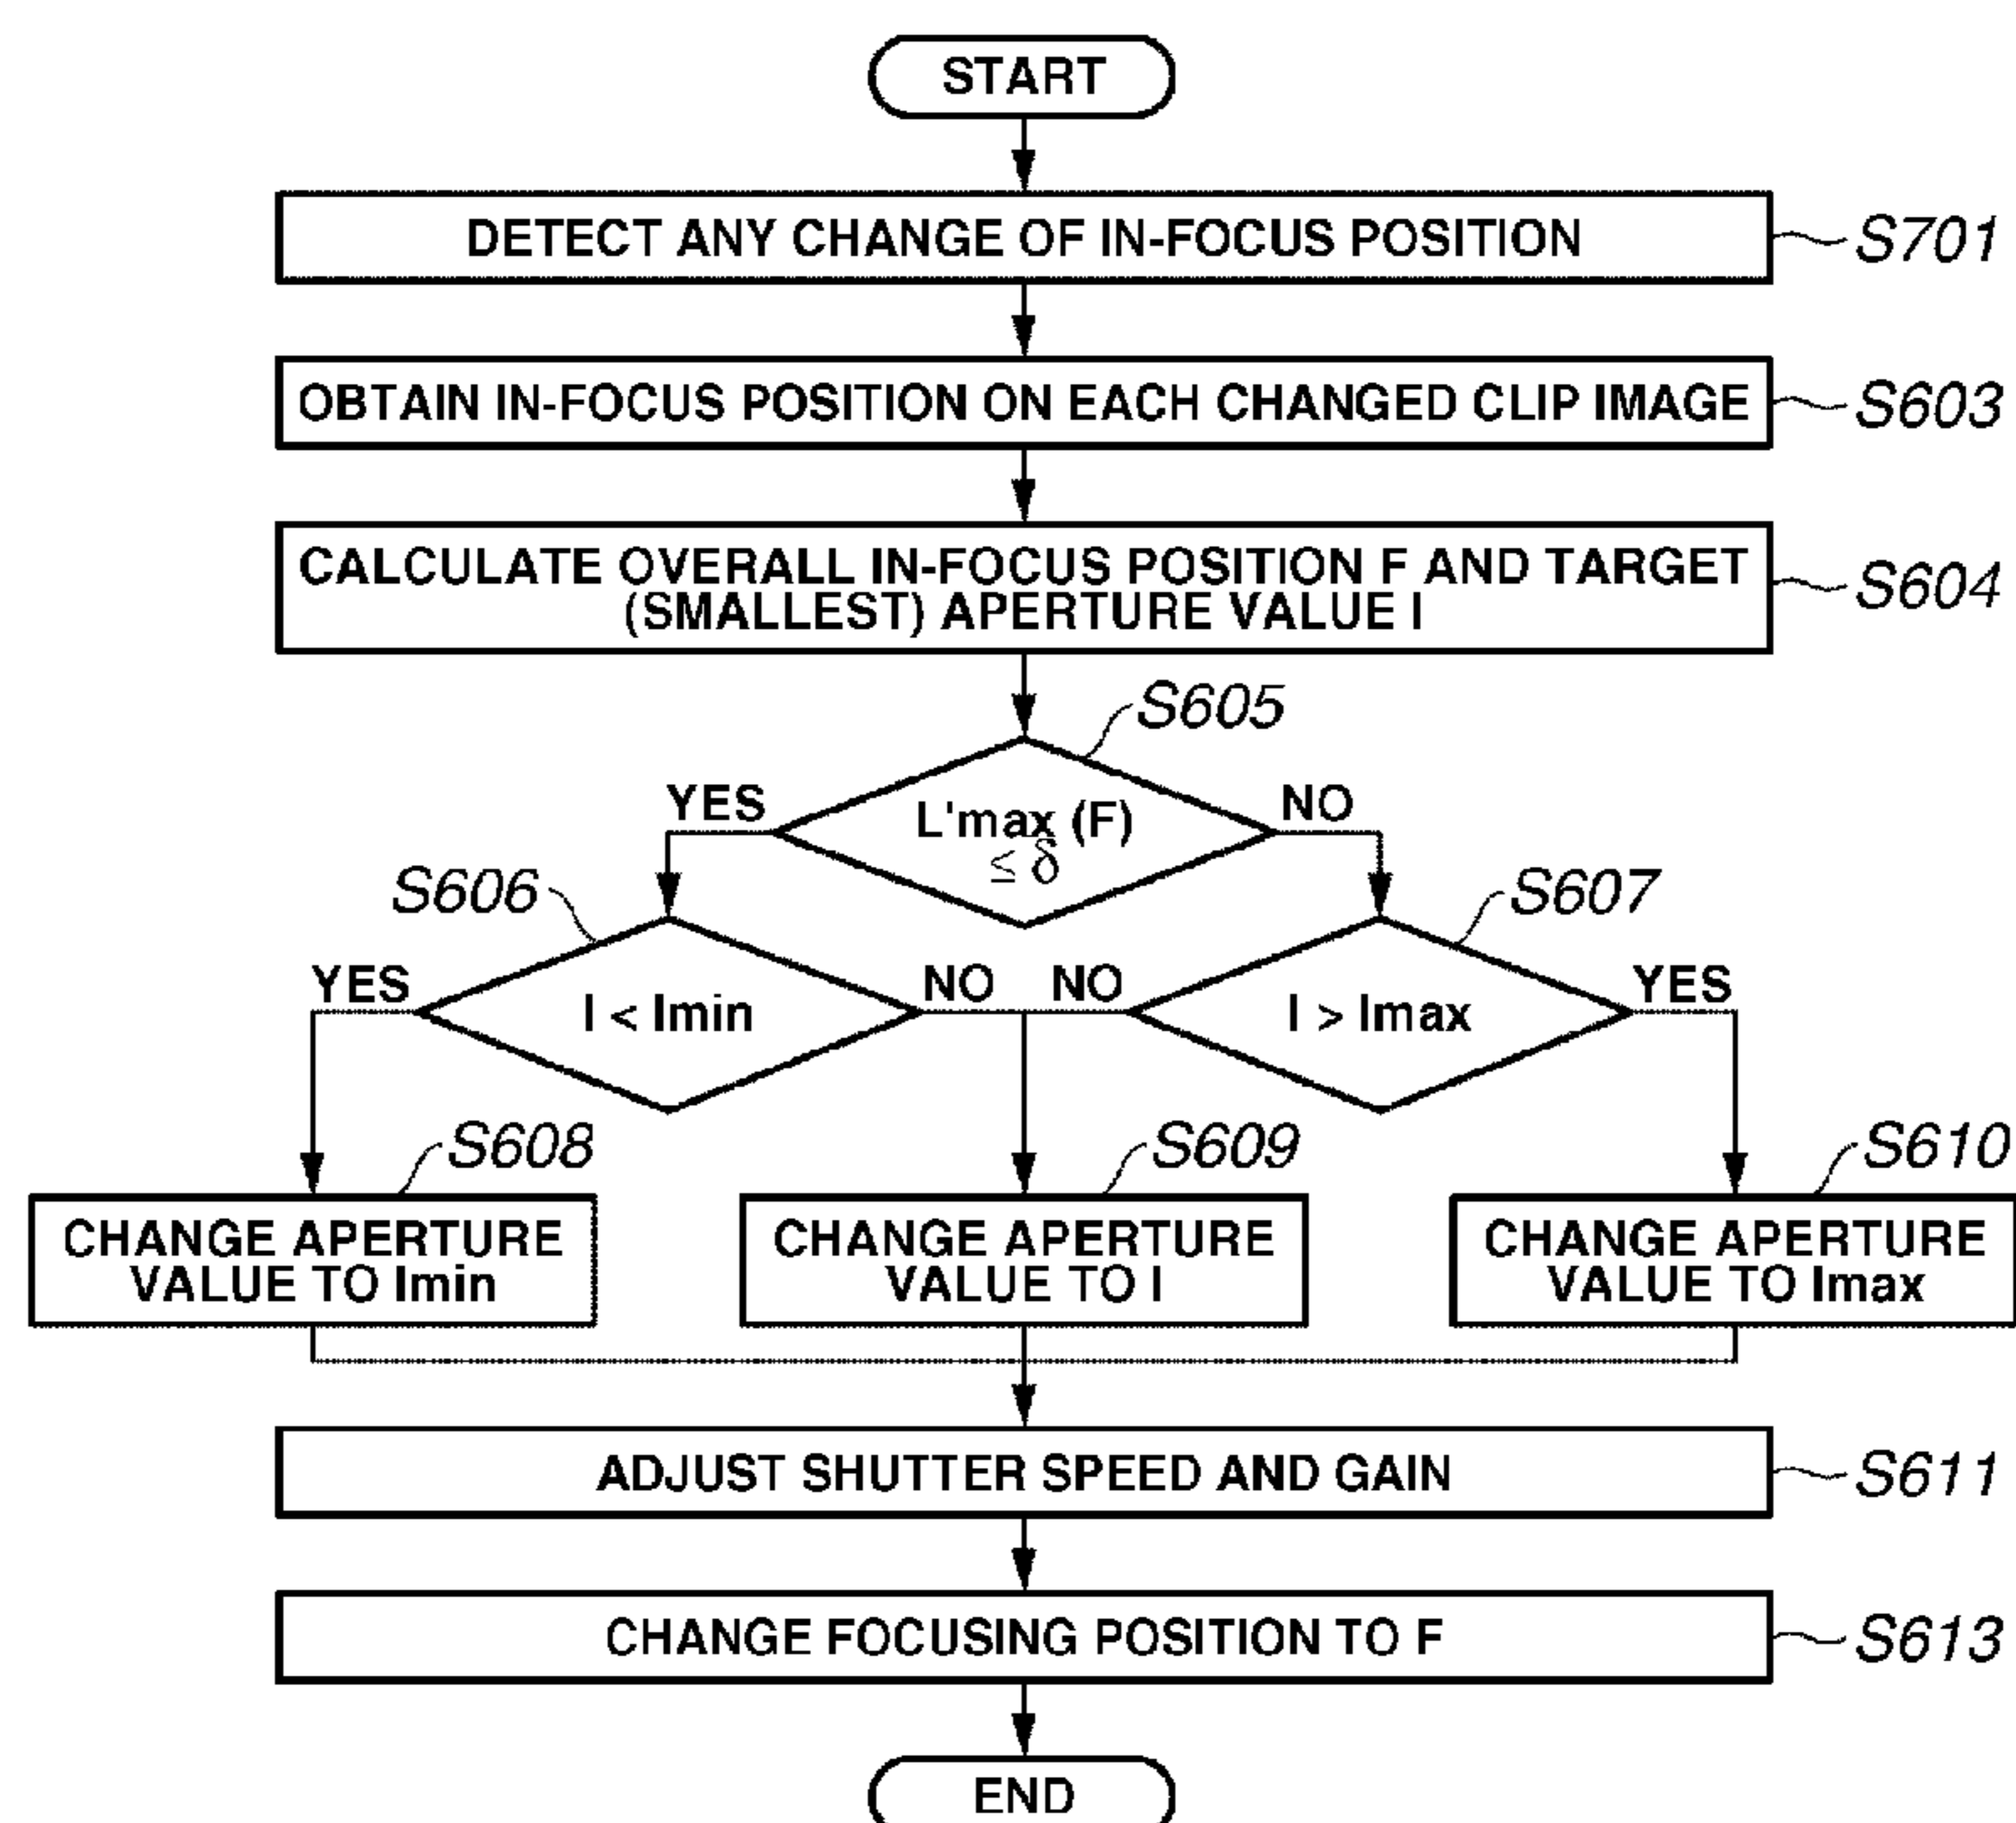 START
DETECT ANY CHANGE OF IN-FOCUS POSITION
S701
OBTAIN IN-FOCUS POSITION ON EACH CHANGED CLIP IMAGE
S603
CALCULATE OVERALL IN-FOCUS POSITION F AND TARGET
(SMALLEST) APERTURE VALUE I
S604
S605
YES
L'max (F)
≤ δ
NO
S606
S607
YES
I < Imin
NO
NO
I > Imax
YES
S608
S609
S610
CHANGE APERTURE
VALUE TO Imin
CHANGE APERTURE
VALUE TO I
CHANGE APERTURE
VALUE TO Imax
ADJUST SHUTTER SPEED AND GAIN
S611
CHANGE FOCUSING POSITION TO F
S613
END